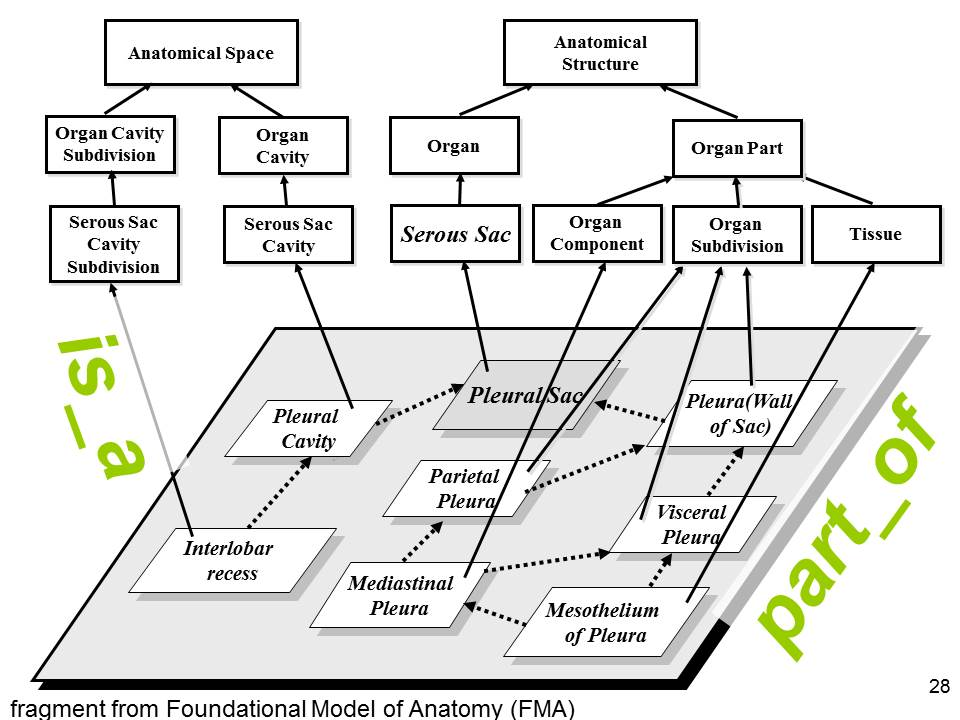 Anatomical Space
Anatomical
Structure
Organ Cavity
Subdivision
Organ
Cavity
Organ
Organ Part
Serous Sac
Cavity
Subdivision
Serous Sac
Cavity
Serous Sac
Organ
Component
Organ
Subdivision
Tissue
is_a
Pleural Sac
Pleura(Wall
of Sac)
Pleural
Cavity
Parietal
Pleura
Visceral
Pleura
part_of
Interlobar
recess
Mediastinal
Pleura
Mesothelium
of Pleura
28
fragment from Foundational Model of Anatomy (FMA)